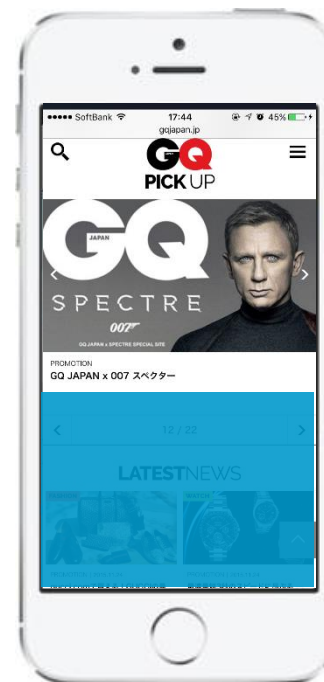 SoftBank 17:44 45%
gqjapan.jp
GQ
PICK UP
GQ
JAPAN
SPECTRE
007
GQ JAPAN x SPECTRE SPECIAL SITE
PROMOTION
GQ JAPAN x 007 スペクター
12 / 22
LATESTNEWS